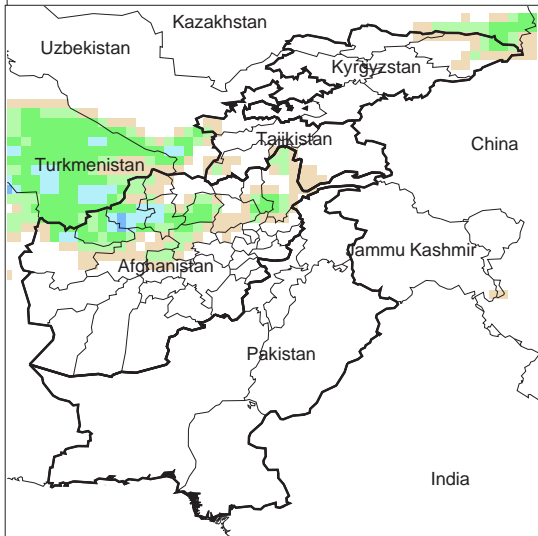 Kazakhstan
Uzbekistan
Kyrgyzstan
Tajikistan
China
Turkmenistan
Jammu Kashmir
Afghanistan
Pakistan
India